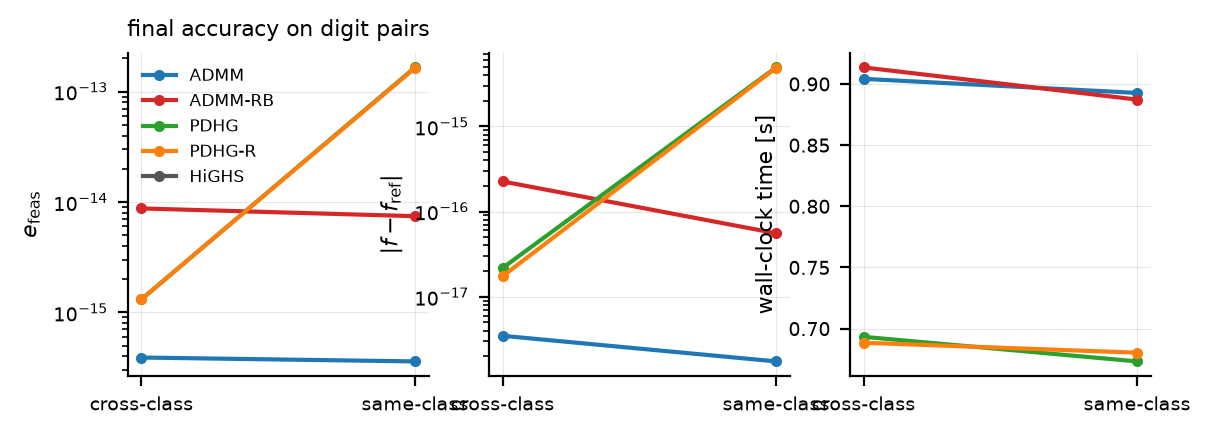 final accuracy on digit pairs
ADMM
ADMM-RB
PDHG
PDHG-R
HiGHS
10⁻¹³
10⁻¹⁴
10⁻¹⁵
e_feas
cross-class
same-class
10⁻¹⁵
10⁻¹⁶
10⁻¹⁷
|f − f_ref|
cross-class
same-class
0.90
0.85
0.80
0.75
0.70
wall-clock time [s]
cross-class
same-class